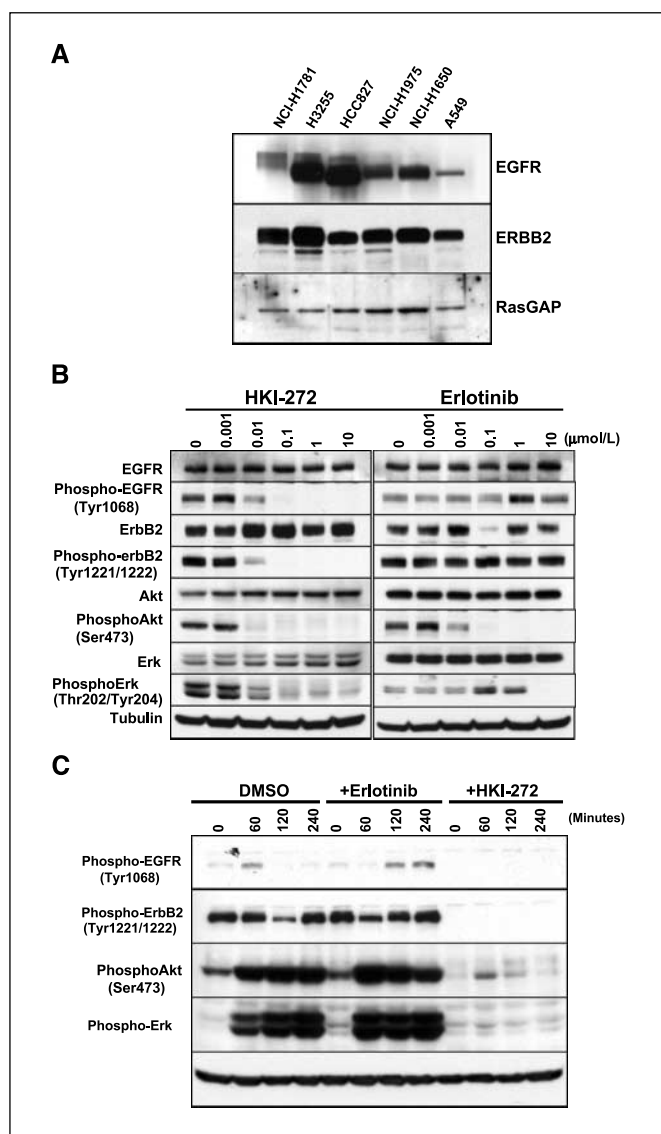 A
NCI-H1781
H3255
HCC827
NCI-H1975
NCI-H1650
A549
EGFR
ERBB2
RasGAP
B
HKI-272 Erlotinib
0 0.001 0.01 0.1 1 10 0 0.001 0.01 0.1 1 10 (μmol/L)
EGFR
Phospho-EGFR
(Tyr1068)
ErbB2
Phospho-erbB2
(Tyr1221/1222)
Akt
PhosphoAkt
(Ser473)
Erk
PhosphoErk
(Thr202/Tyr204)
Tubulin
C
DMSO +Erlotinib +HKI-272
0 60 120 240 0 60 120 240 0 60 120 240 (Minutes)
Phospho-EGFR
(Tyr1068)
Phospho-ErbB2
(Tyr1221/1222)
PhosphoAkt
(Ser473)
Phospho-Erk